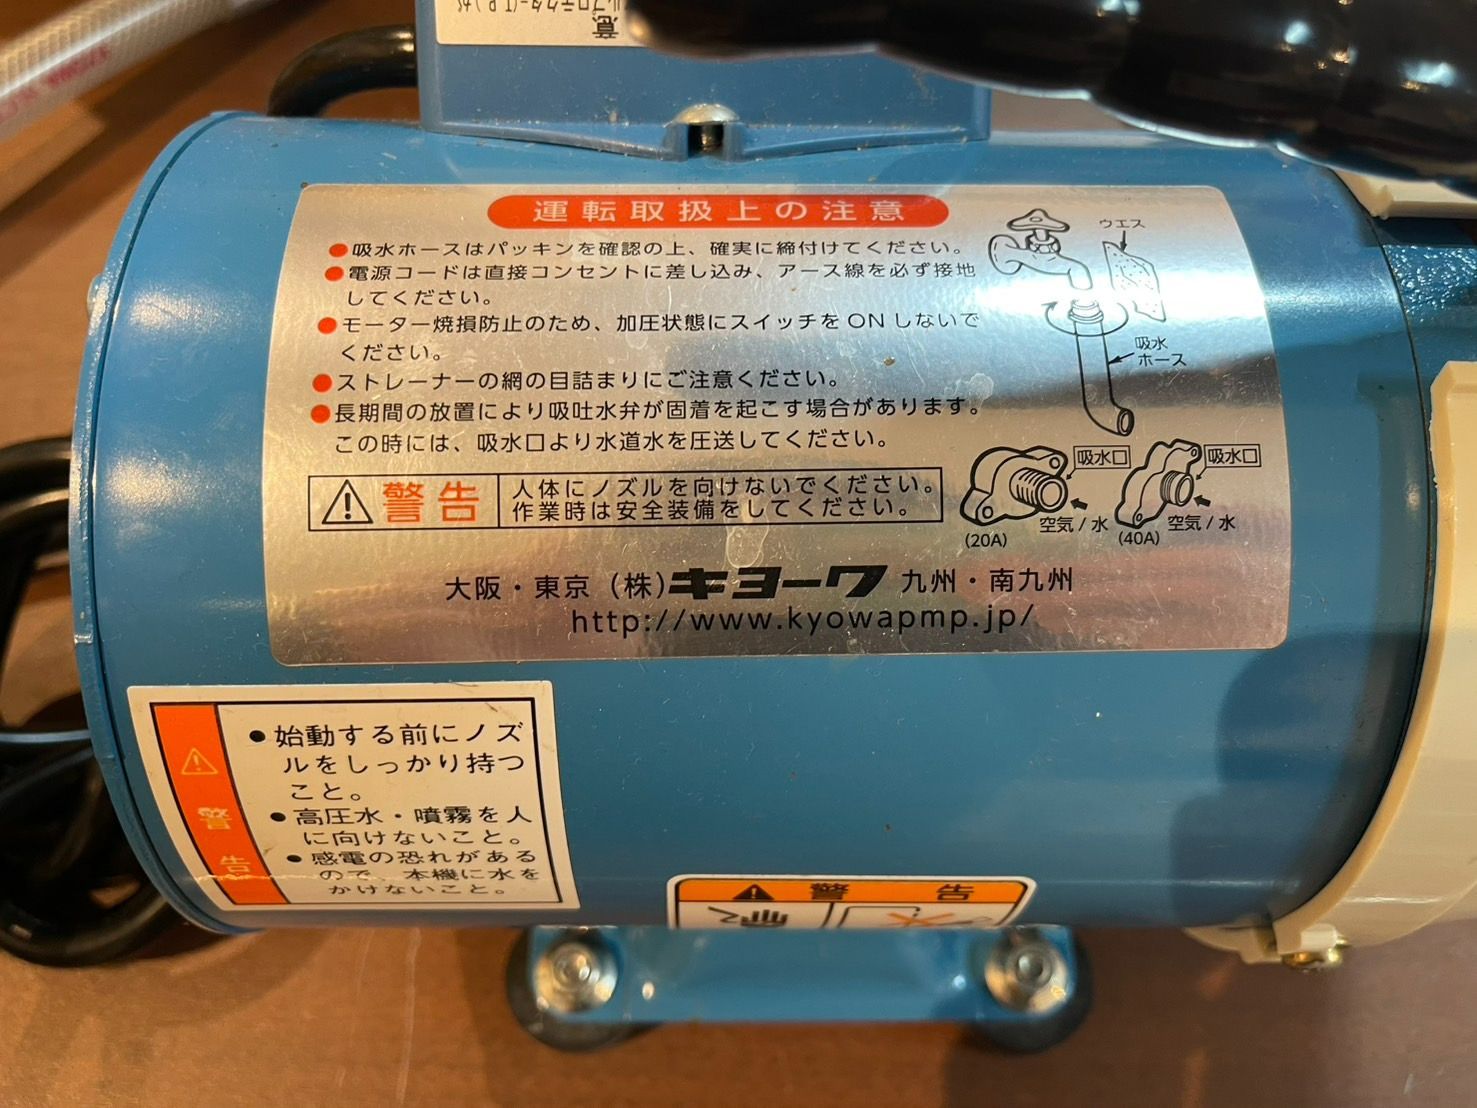 意
運転取扱上の注意
●吸水ホースはパッキンを確認の上、確実に締付けてください。
●電源コードは直接コンセントに差し込み、アース線を必ず接地
してください。
●モーター焼損防止のため、加圧状態にスイッチを ON しないで
ください。
●ストレーナーの網の目詰まりにご注意ください。
●長期間の放置により吸吐水弁が固着を起こす場合があります。
この時には、吸水口より水道水を圧送してください。
ウエス
吸水
ホース
警告
人体にノズルを向けないでください。
作業時は安全装備をしてください。
吸水口
空気 / 水
(20A)
吸水口
空気 / 水
(40A)
大阪・東京 (株)キョーワ 九州・南九州
http://www.kyowapmp.jp/
警告
●始動する前にノズ
ルをしっかり持つ
こと。
●高圧水・噴霧を人
に向けないこと。
●感電の恐れがある
ので、本機に水を
かけないこと。
警告